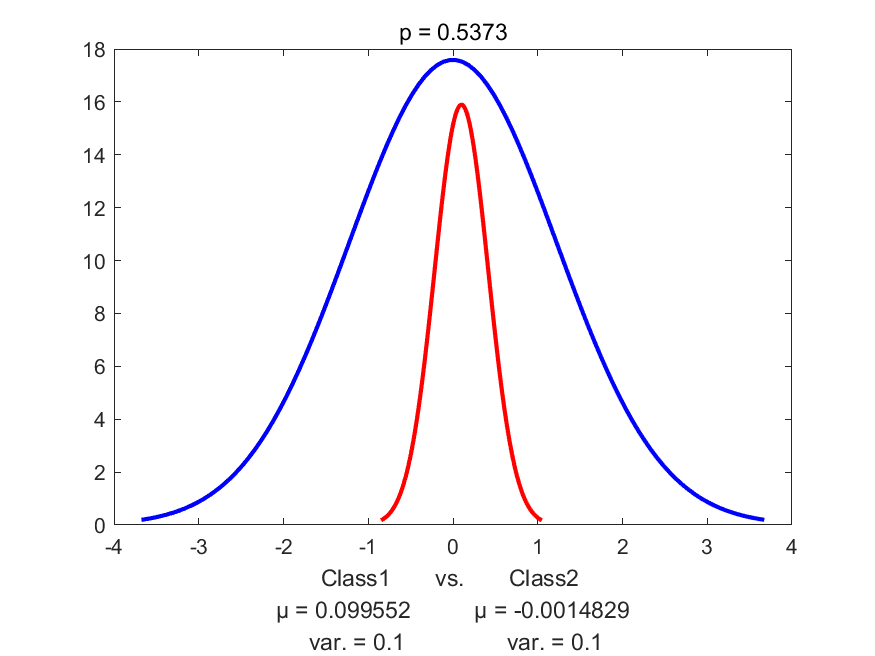 p = 0.5373
18
16
14
12
10
8
6
4
2
0
-4 -3 -2 -1 0 1 2 3 4
Class1 vs. Class2
μ = 0.099552 μ = -0.0014829
var. = 0.1 var. = 0.1